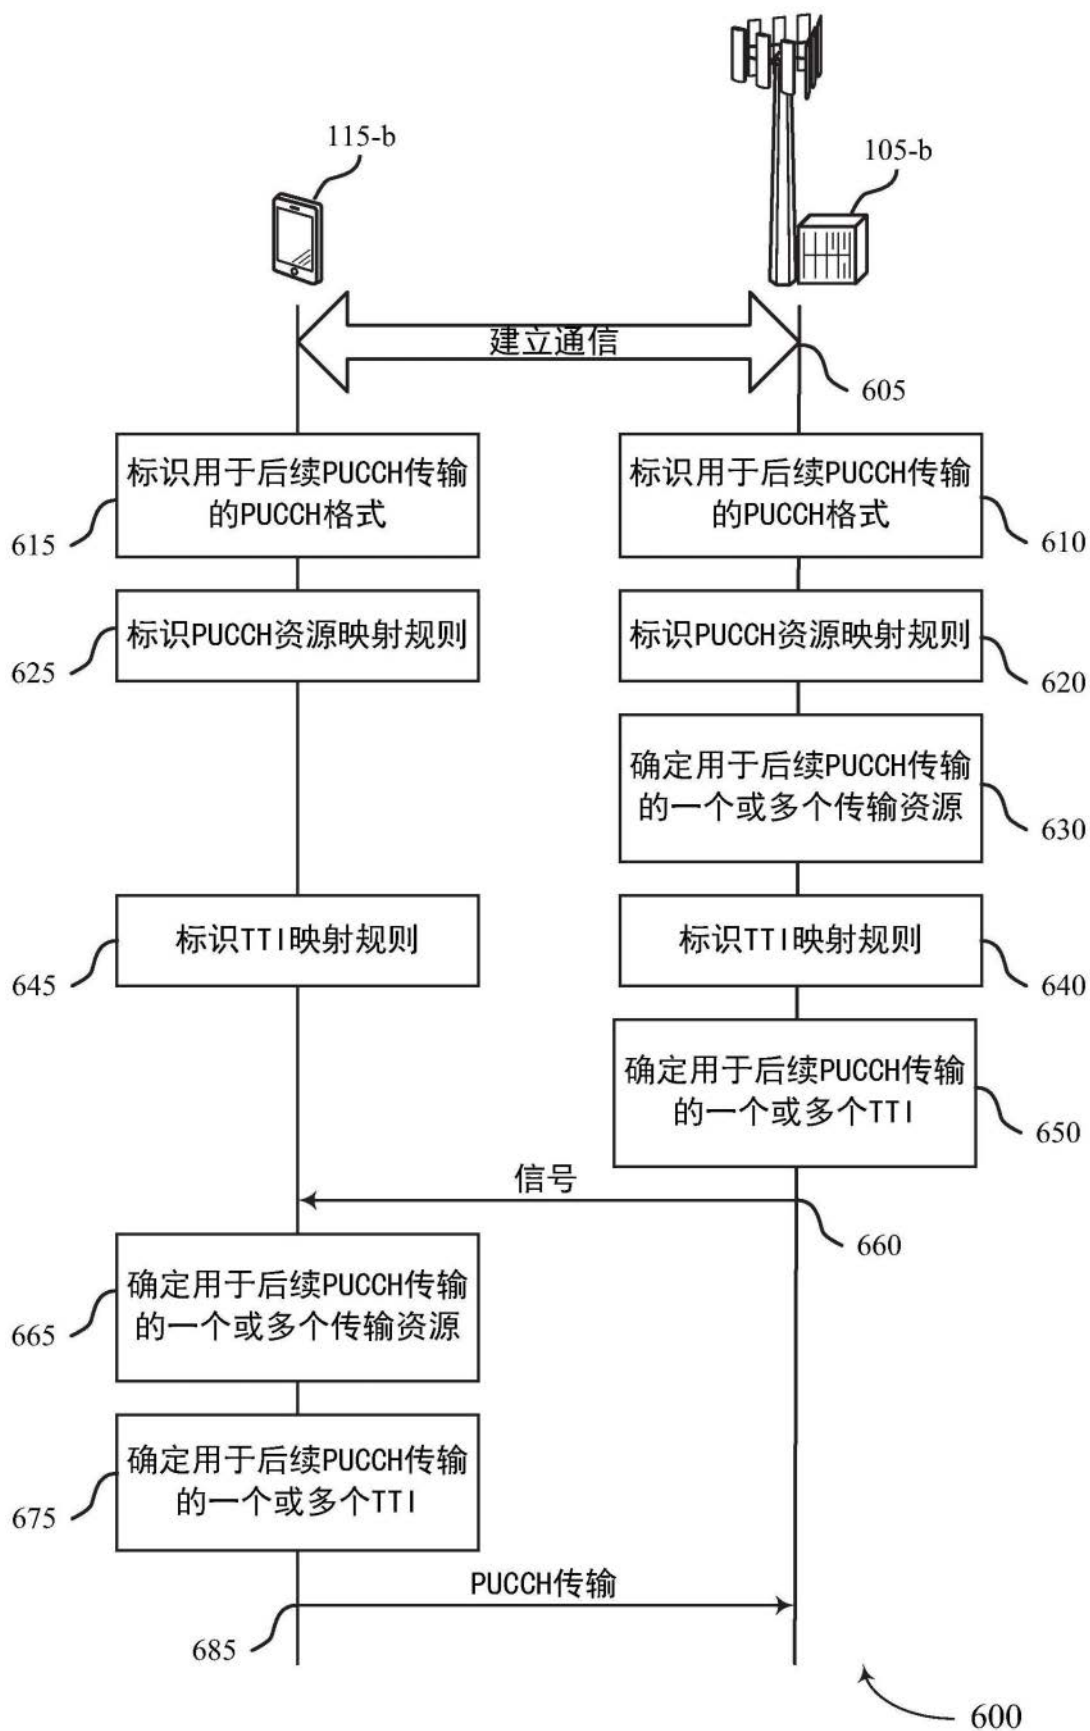 115-b
105-b
建立通信
605
标识用于后续PUCCH传输
的PUCCH格式
615
标识用于后续PUCCH传输
的PUCCH格式
610
标识PUCCH资源映射规则
625
标识PUCCH资源映射规则
620
确定用于后续PUCCH传输
的一个或多个传输资源
630
标识TTI映射规则
645
标识TTI映射规则
640
确定用于后续PUCCH传输
的一个或多个TTI
650
信号
660
确定用于后续PUCCH传输
的一个或多个传输资源
665
确定用于后续PUCCH传输
的一个或多个TTI
675
PUCCH传输
685
600